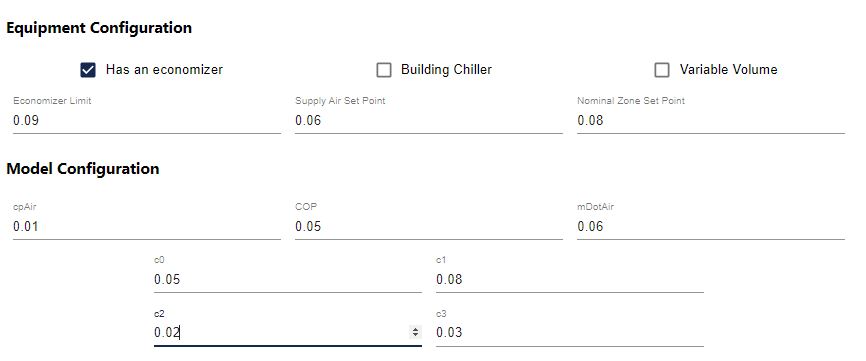 Equipment Configuration
Has an economizer Building Chiller Variable Volume
Economizer Limit Supply Air Set Point Nominal Zone Set Point
0.09 0.06 0.08
Model Configuration
cpAir COP mDotAir
0.01 0.05 0.06
c0 c1
0.05 0.08
c2 c3
0.02 0.03